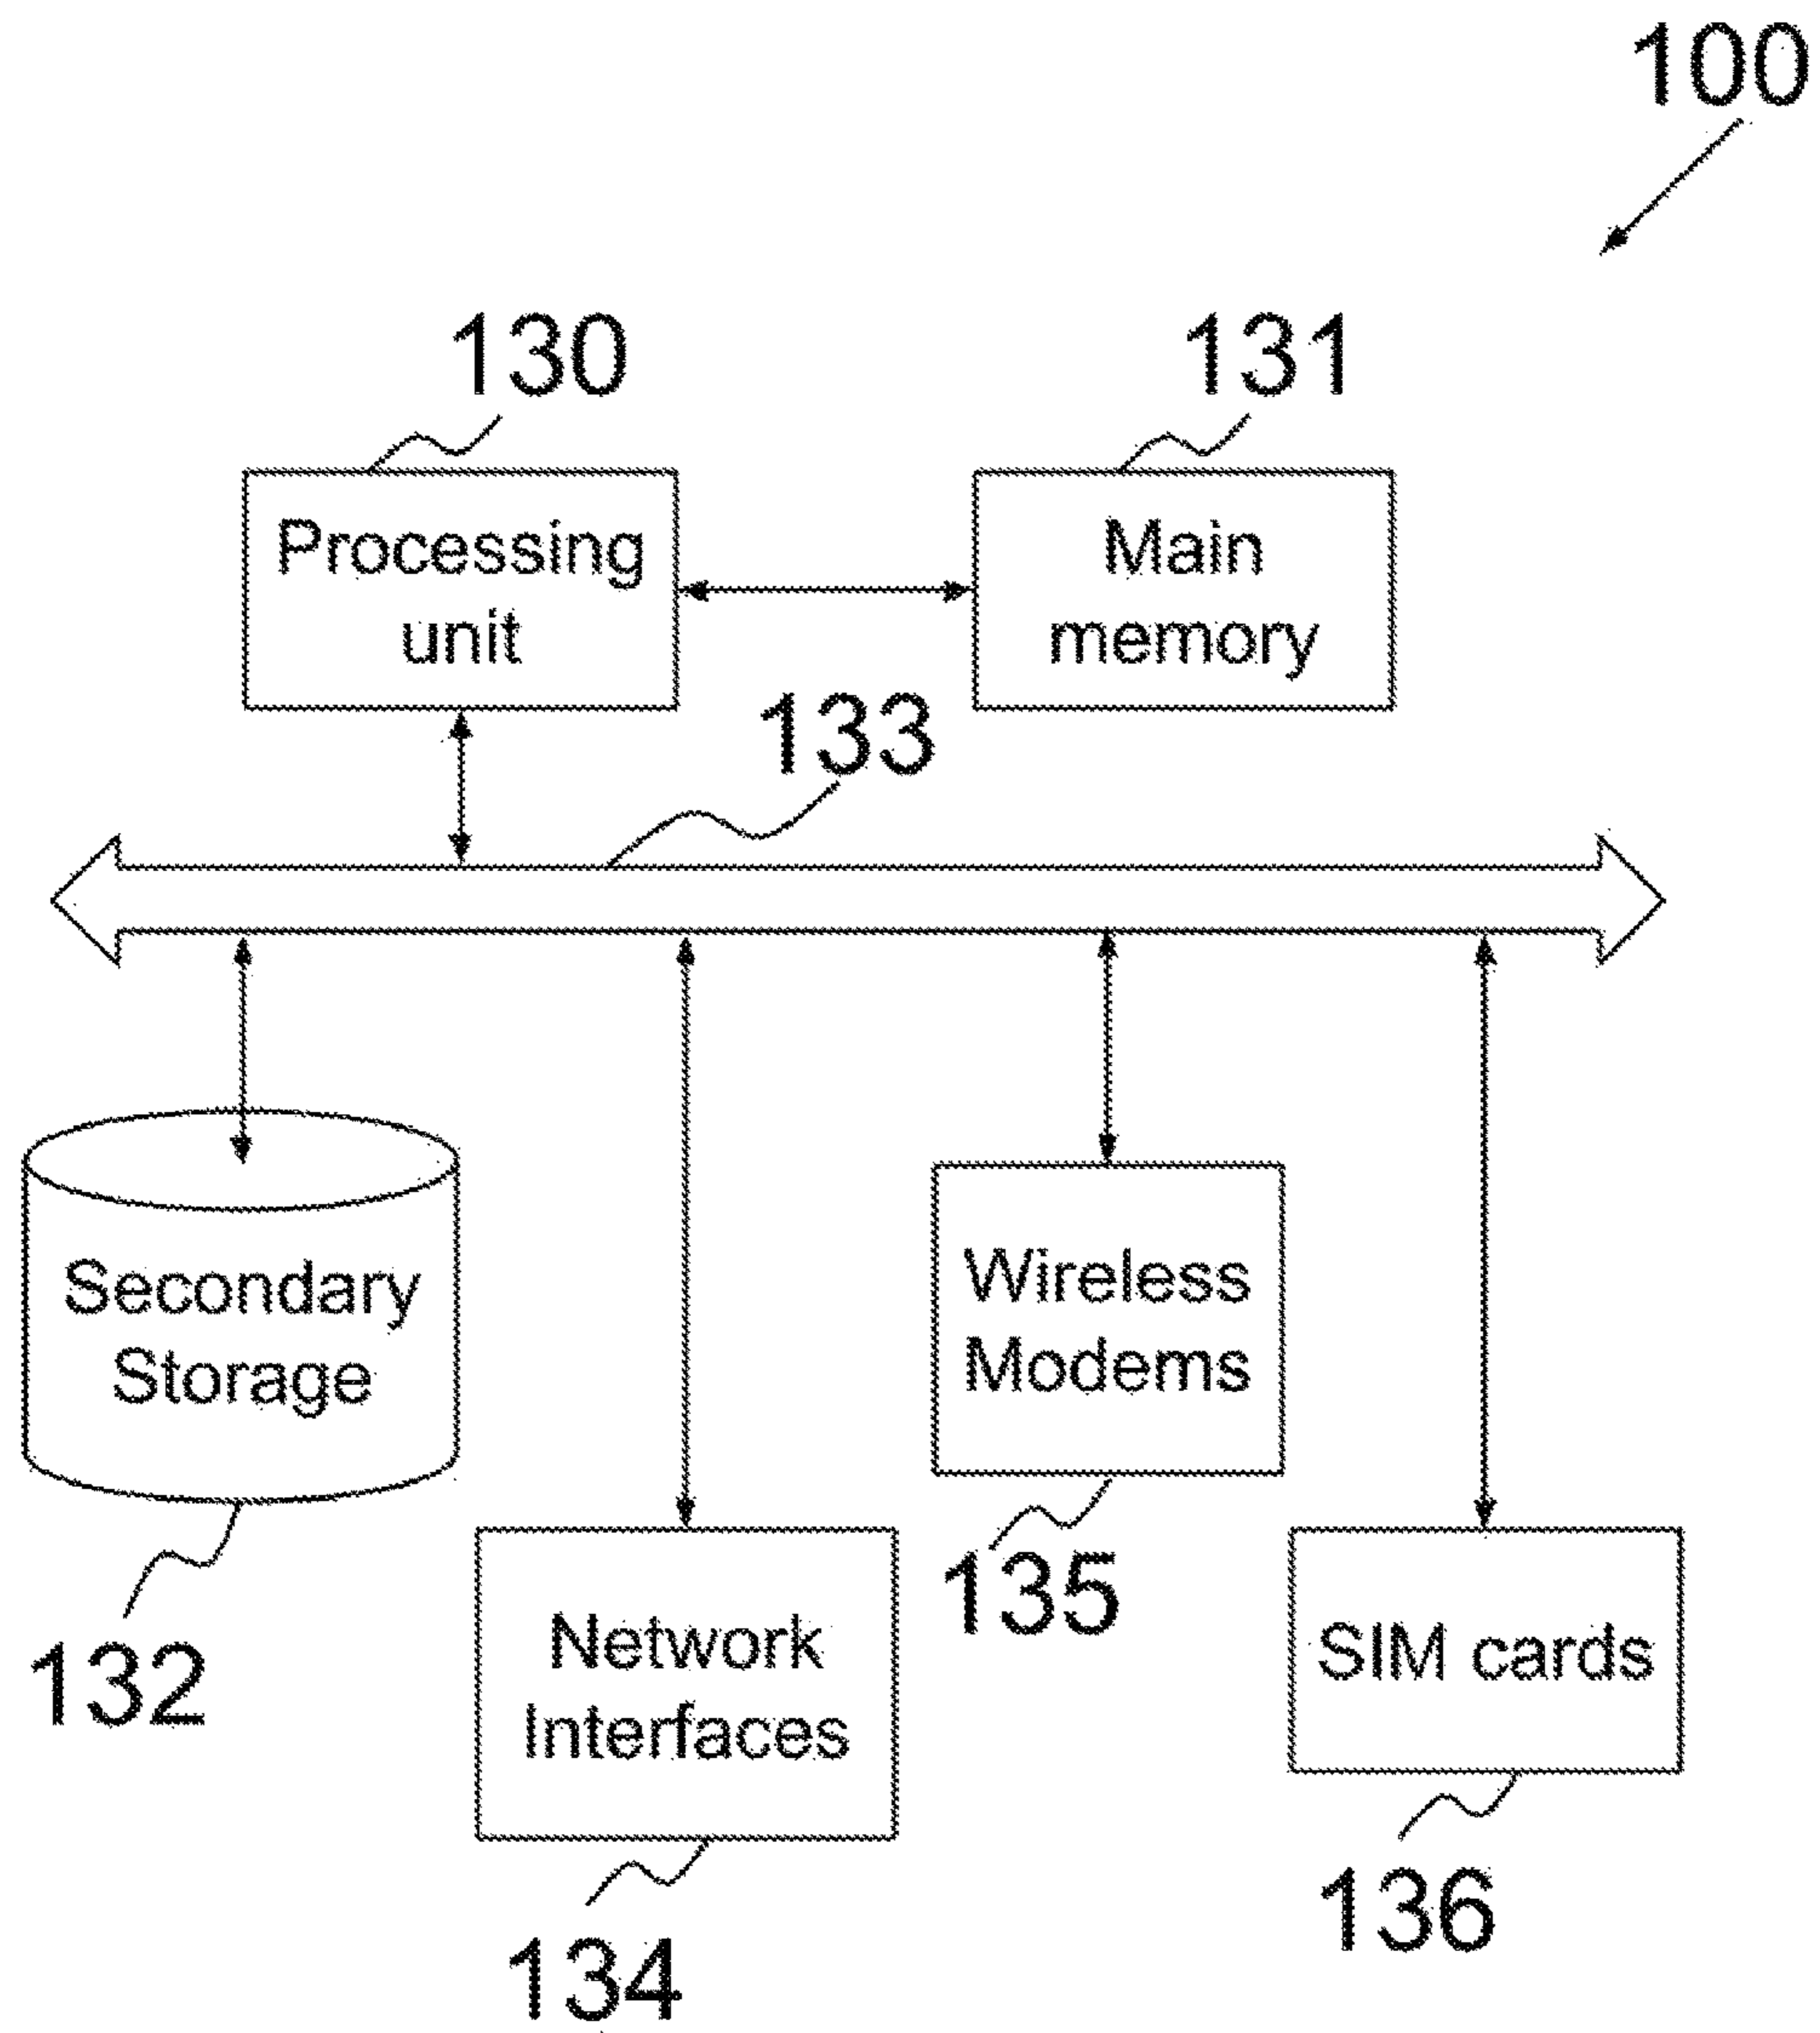 100
130
131
Processing
unit
Main
memory
133
Secondary
Storage
Wireless
Modems
135
132
Network
Interfaces
SIM cards
134
136